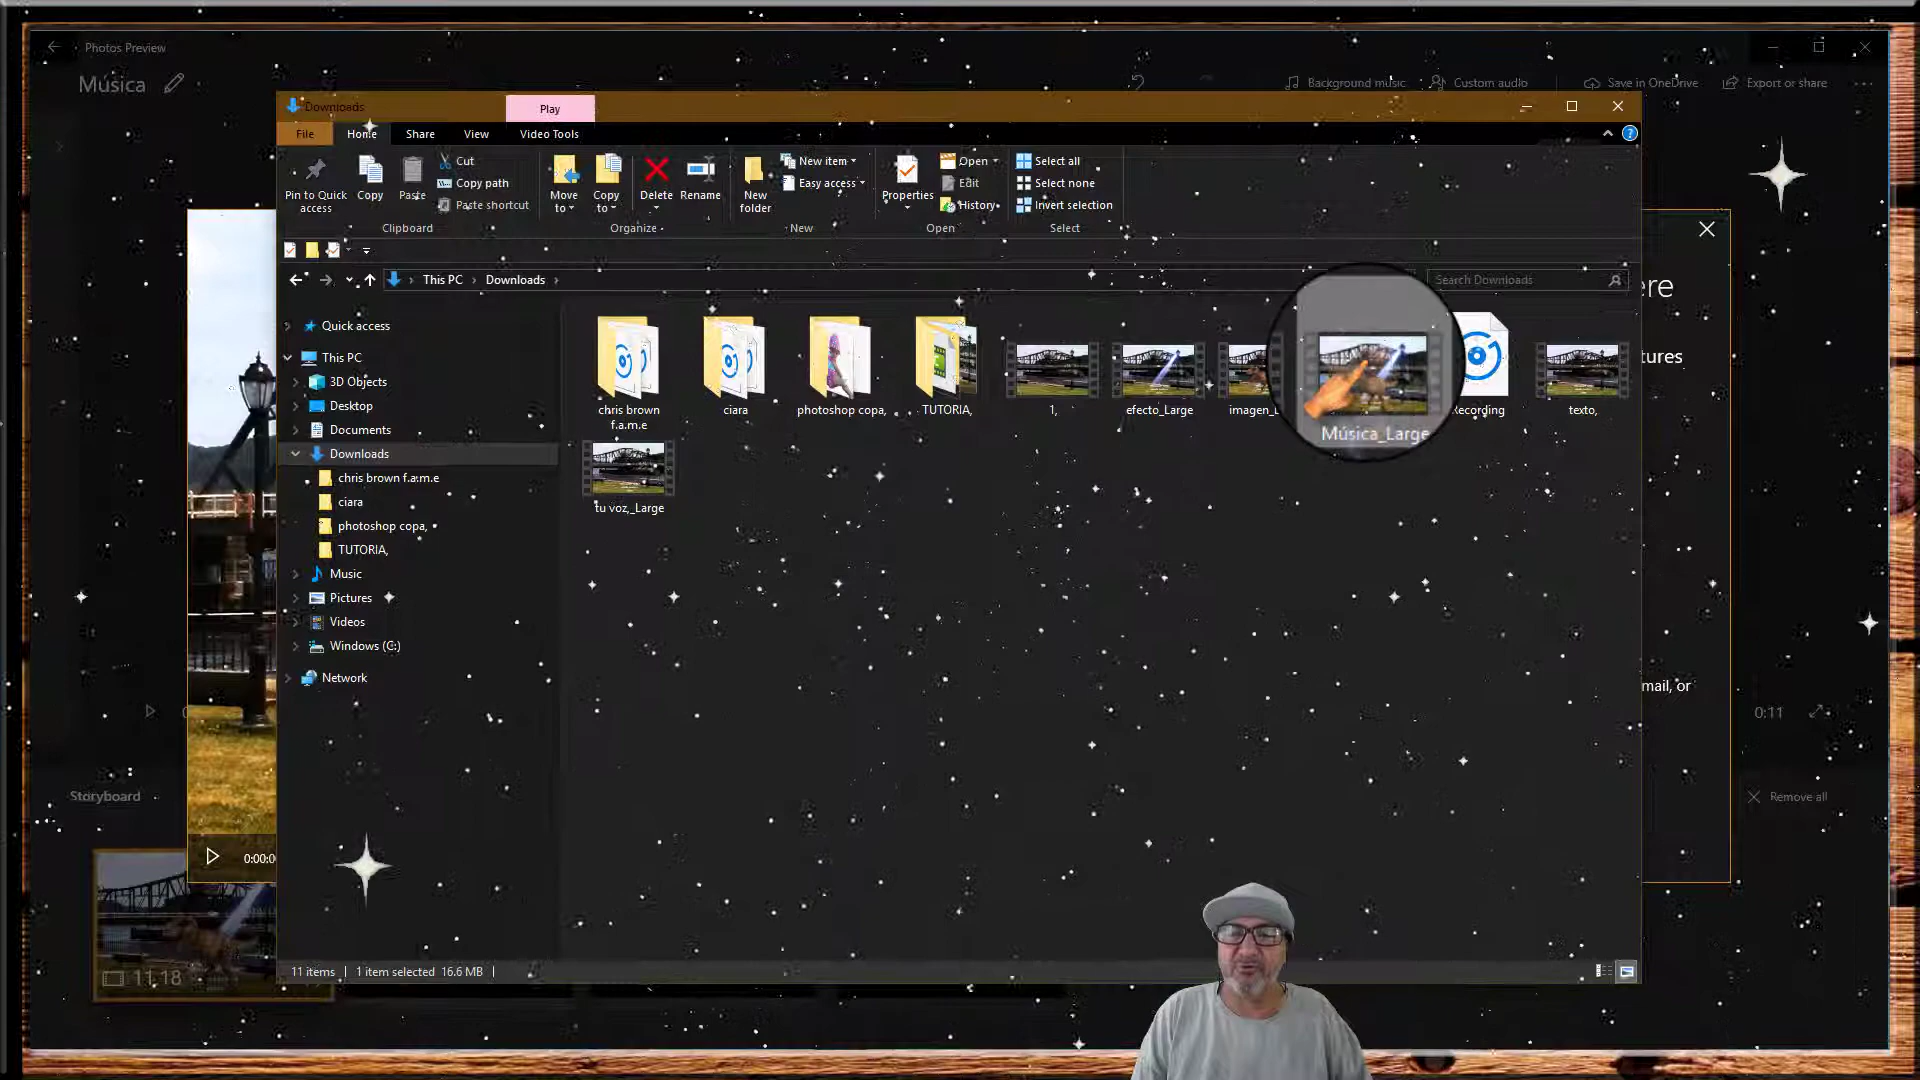 Photos Preview
Música
Background music
Custom audio
Save in OneDrive
Export or share
Downloads
Play
File
Home
Share
View
Video Tools
Pin to Quick access
Copy
Paste
Cut
Copy path
Paste shortcut
Clipboard
Move to
Copy to
Delete
Rename
Organize
New folder
New item
Easy access
New
Properties
Open
Edit
History
Open
Select all
Select none
Invert selection
Select
This PC
Downloads
Search Downloads
Quick access
This PC
3D Objects
Desktop
Documents
Downloads
chris brown f.a.m.e
ciara
photoshop copa,
TUTORIA,
Music
Pictures
Videos
Windows (C:)
Network
chris brown
f.a.m.e
ciara
photoshop copa,
TUTORIA,
1,
efecto_Large
Música_Large
texto,
tu voz,_Large
mail, or
0:11
Storyboard
Remove all
11.18
11 items
1 item selected 16.6 MB